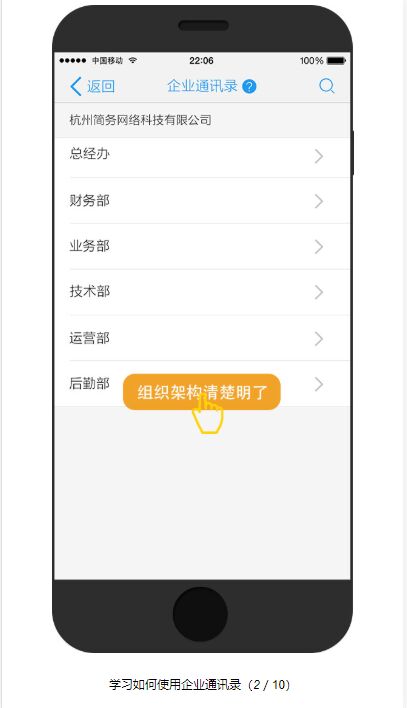 中国移动 22:06 100%
返回 企业通讯录 ?
杭州简务网络科技有限公司
总经办
财务部
业务部
技术部
运营部
后勤部
组织架构清楚明了
学习如何使用企业通讯录（2 / 10）